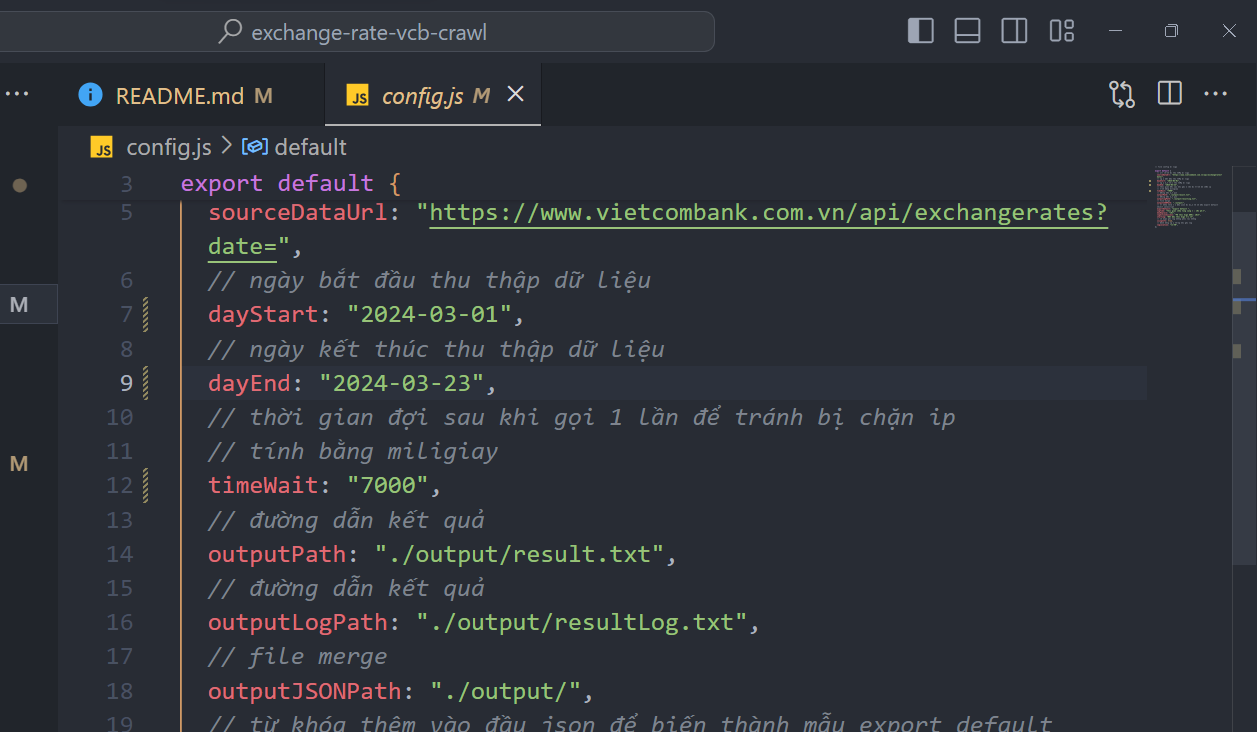 exchange-rate-vcb-crawl
README.md M
JS config.js M
JS config.js > default
3 export default {
5 sourceDataUrl: "https://www.vietcombank.com.vn/api/exchangerates?
date=",
6 // ngày bắt đầu thu thập dữ liệu
M
7 dayStart: "2024-03-01",
8 // ngày kết thúc thu thập dữ liệu
9 dayEnd: "2024-03-23",
10 // thời gian đợi sau khi gọi 1 lần để tránh bị chặn ip
11 // tính bằng miligiay
M
12 timeWait: "7000",
13 // đường dẫn kết quả
14 outputPath: "./output/result.txt",
15 // đường dẫn kết quả
16 outputLogPath: "./output/resultLog.txt",
17 // file merge
18 outputJSONPath: "./output/",
19 // từ khóa thêm vào đầu json để biến thành mẫu export default